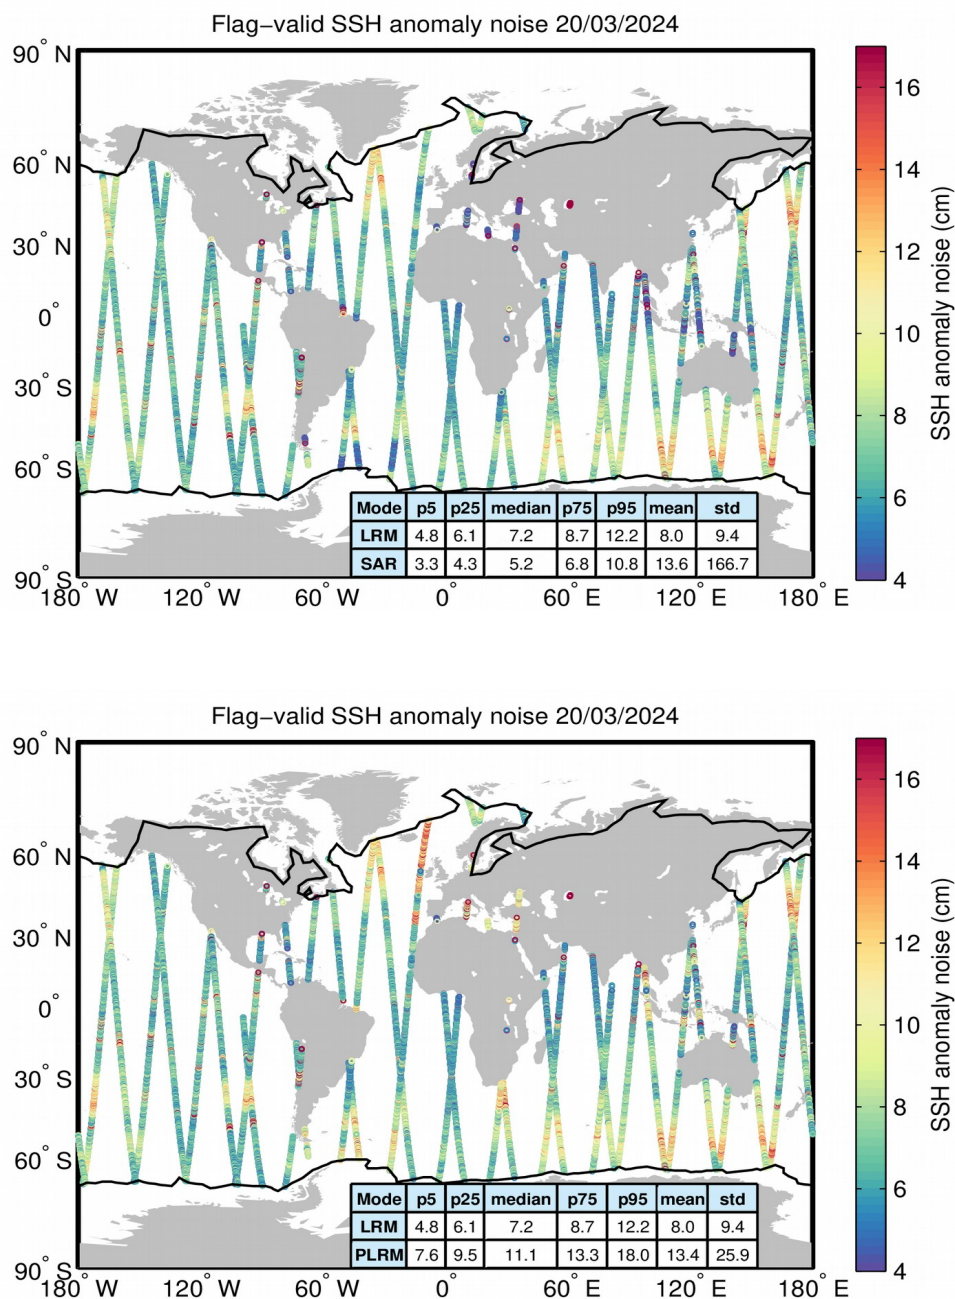 Flag−valid SSH anomaly noise 20/03/2024
90° N
60° N
30° N
0°
30° S
60° S
90° S
180° W 120° W 60° W 0° 60° E 120° E 180° E
Mode p5 p25 median p75 p95 mean std
LRM 4.8 6.1 7.2 8.7 12.2 8.0 9.4
SAR 3.3 4.3 5.2 6.8 10.8 13.6 166.7
16
14
12
10
8
6
4
SSH anomaly noise (cm)
Flag−valid SSH anomaly noise 20/03/2024
90° N
60° N
30° N
0°
30° S
60° S
90° S
180° W 120° W 60° W 0° 60° E 120° E 180° E
Mode p5 p25 median p75 p95 mean std
LRM 4.8 6.1 7.2 8.7 12.2 8.0 9.4
PLRM 7.6 9.5 11.1 13.3 18.0 13.4 25.9
16
14
12
10
8
6
4
SSH anomaly noise (cm)